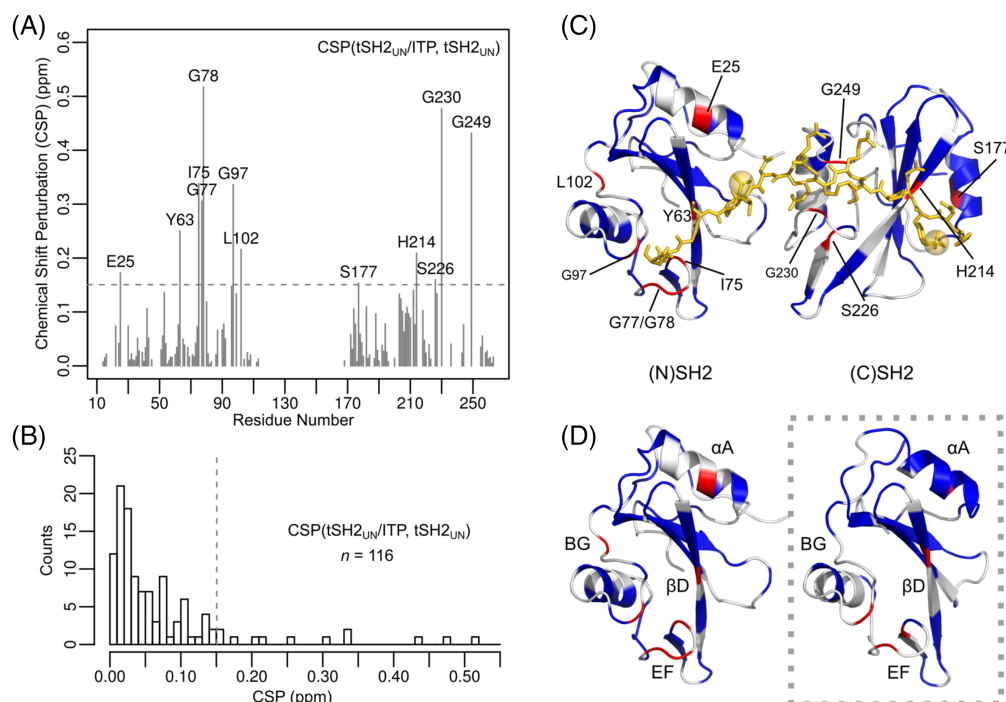 (A)
CSP(tSH2UN/ITP, tSH2UN)
Chemical Shift Perturbation (CSP) (ppm)
0.6
0.5
0.4
0.3
0.2
0.1
0.0
G78
G230
G249
I75
G97
G77
Y63
L102
H214
E25
S177
S226
10 50 90 130 170 210 250
Residue Number
(B)
Counts
25
20
15
10
5
0
CSP(tSH2UN/ITP, tSH2UN)
n = 116
0.00 0.10 0.20 0.30 0.40 0.50
CSP (ppm)
(C)
E25
G249
S177
L102
Y63
G97
I75
G230
H214
G77/G78
S226
(N)SH2
(C)SH2
(D)
αA
BG
βD
EF
αA
BG
βD
EF